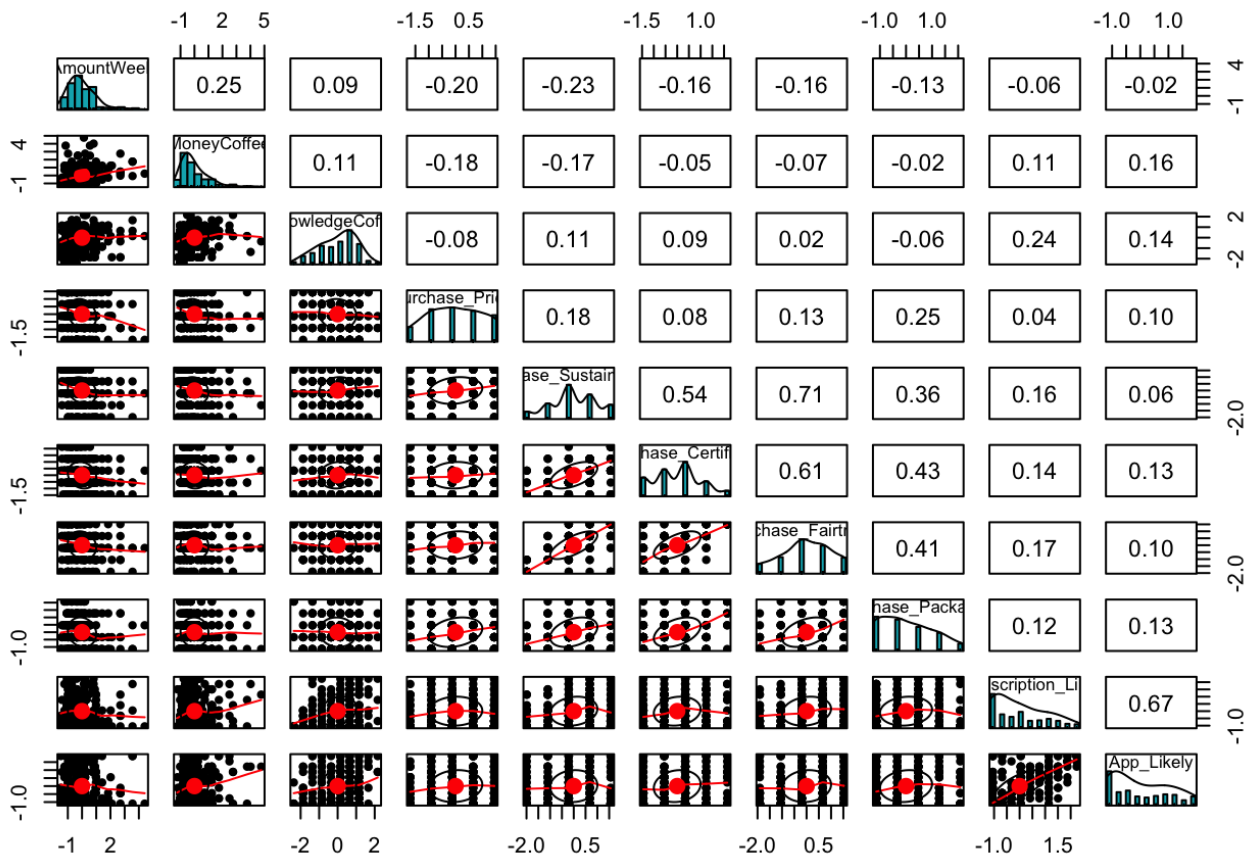 -1 2 5 -1.5 0.5 -1.5 0.5 -1.0 1.0 -1.0 1.0
AmountWeek 0.25 0.09 -0.20 -0.23 -0.16 -0.16 -0.13 -0.06 -0.02 -1 4
-1 4 MoneyCoffee 0.11 -0.18 -0.17 -0.05 -0.07 -0.02 0.11 0.16
owledgeCof -0.08 0.11 0.09 0.02 -0.06 0.24 0.14 -2 2
-1.5 urchase_Pric 0.18 0.08 0.13 0.25 0.04 0.10
ase_Sustain 0.54 0.71 0.36 0.16 0.06 -2.0
-1.5 hase_Certif 0.61 0.43 0.14 0.13
chase_Fairtr 0.41 0.17 0.10 -2.0
-1.0 hase_Packa 0.12 0.13
scription_Li 0.67 -1.0
-1.0 App_Likely
-1 2 -2 0 2 -2.0 0.5 -2.0 0.5 -1.0 1.5